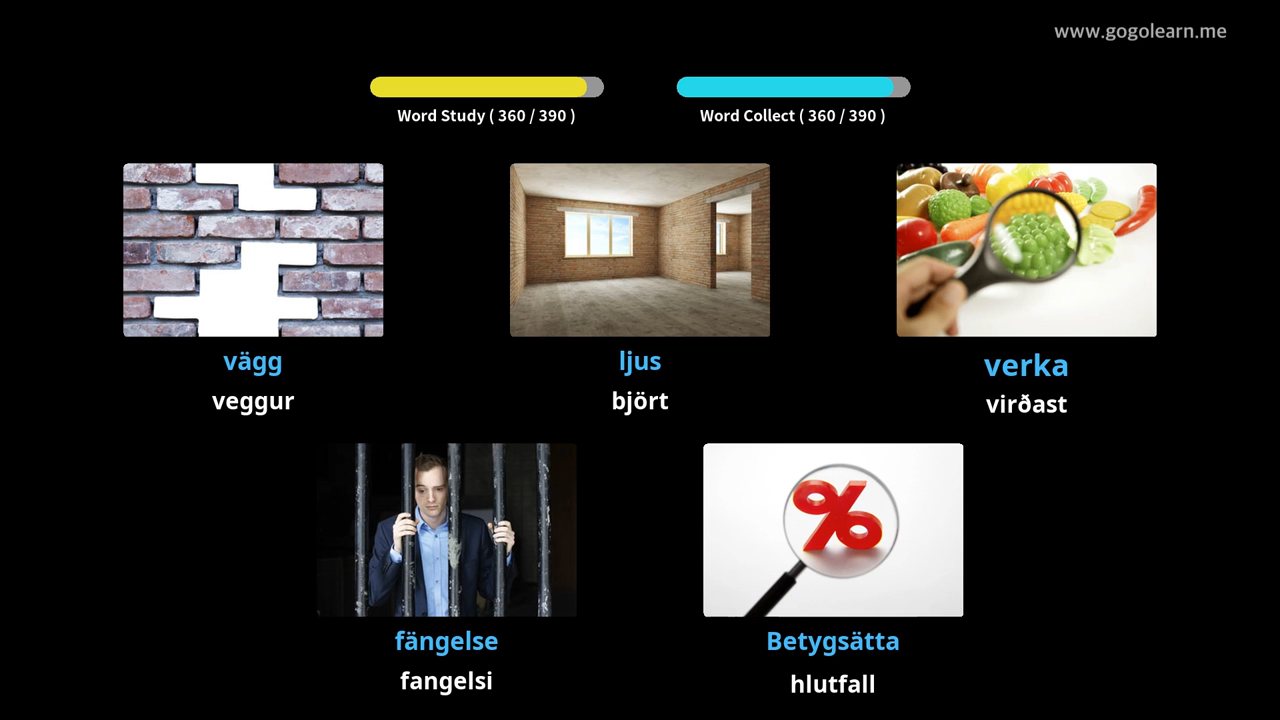 www.gogolearn.me
Word Study ( 360 / 390 )
Word Collect ( 360 / 390 )
vägg
veggur
ljus
björt
verka
virðast
fängelse
fangelsi
Betygsätta
hlutfall